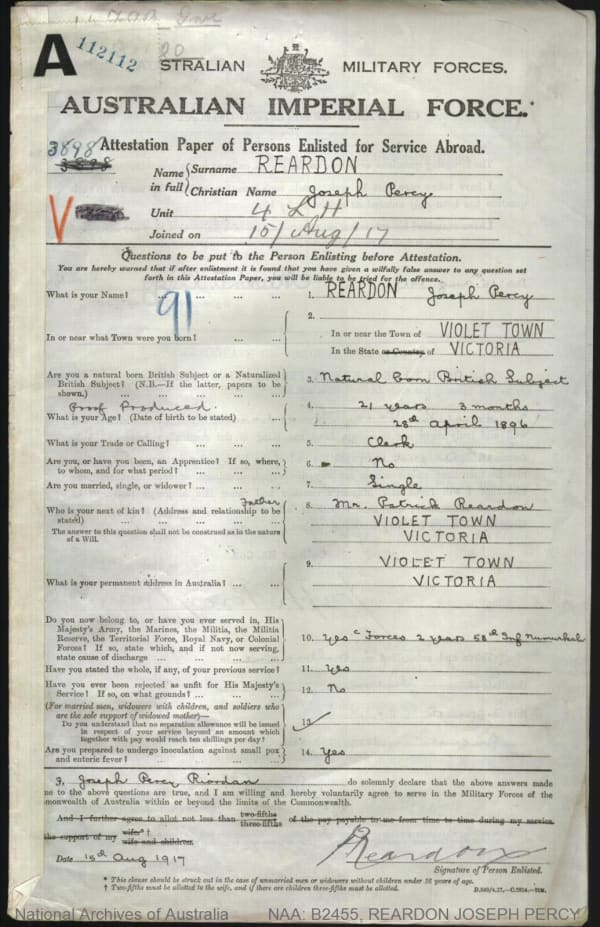 A 112112 20
STRALIAN MILITARY FORCES.
AUSTRALIAN IMPERIAL FORCE.
Attestation Paper of Persons Enlisted for Service Abroad.
3898
Name in full Surname REARDON
Christian Name Joseph Percy
V
Unit 4 L H
Joined on 15/Aug/17
Questions to be put to the Person Enlisting before Attestation.
You are hereby warned that if after enlistment it is found that you have given a wilfully false answer to any question set
forth in this Attestation Paper, you will be liable to be tried for the offence.
What is your Name? ... ... ... ... 1. REARDON Joseph Percy
91
2.
In or near what Town were you born? ... ... In or near the Town of VIOLET TOWN
In the State or Country of VICTORIA
Are you a natural born British Subject or a Naturalized
British Subject? (N.B.—If the latter, papers to be
shown.) ... ... ... ... ... 3. Natural born British Subject
Proof Produced.
What is your Age? (Date of birth to be stated) ... 4. 21 years 3 months
28th April 1896
What is your Trade or Calling? ... ... ... 5. Clerk
Are you, or have you been, an Apprentice? If so, where,
to whom, and for what period? ... ... ... 6. No
Are you married, single, or widower? ... ... ... 7. Single
Father
Who is your next of kin? (Address and relationship to be
stated) ... ... ... ... 8. Mr. Patrick Reardon
VIOLET TOWN
VICTORIA
The answer to this question shall not be construed as in the nature
of a Will.
What is your permanent address in Australia? ... ... 9. VIOLET TOWN
VICTORIA
Do you now belong to, or have you ever served in, His
Majesty's Army, the Marines, the Militia, the Militia
Reserve, the Territorial Force, Royal Navy, or Colonial
Forces? If so, state which, and if not now serving,
state cause of discharge ... ... ... ... 10. Yes C Forces 2 years 58th Inf Numurkah
Have you stated the whole, if any, of your previous service? 11. Yes
Have you ever been rejected as unfit for His Majesty's
Service? If so, on what grounds? ... ... ... 12. No
(For married men, widowers with children, and soldiers who
are the sole support of widowed mother)—
Do you understand that no separation allowance will be issued
in respect of your service beyond an amount which
together with pay would reach ten shillings per day? 13.
Are you prepared to undergo inoculation against small pox
and enteric fever? ... ... ... ... 14. Yes
I, Joseph Percy Riordan do solemnly declare that the above answers made
me to the above questions are true, and I am willing and hereby voluntarily agree to serve in the Military Forces of the
monwealth of Australia within or beyond the limits of the Commonwealth.
And I further agree to allot not less than two-fifths three-fifths of the pay payable to me from time to time during my service
the support of my wife* † wife and children.
Date 15th Aug 1917 JPReardon
Signature of Person Enlisted.
* This clause should be struck out in the case of unmarried men or widowers without children under 16 years of age.
† Two-fifths must be allotted to the wife, and if there are children three-fifths must be allotted.
National Archives of Australia NAA: B2455, REARDON JOSEPH PERCY